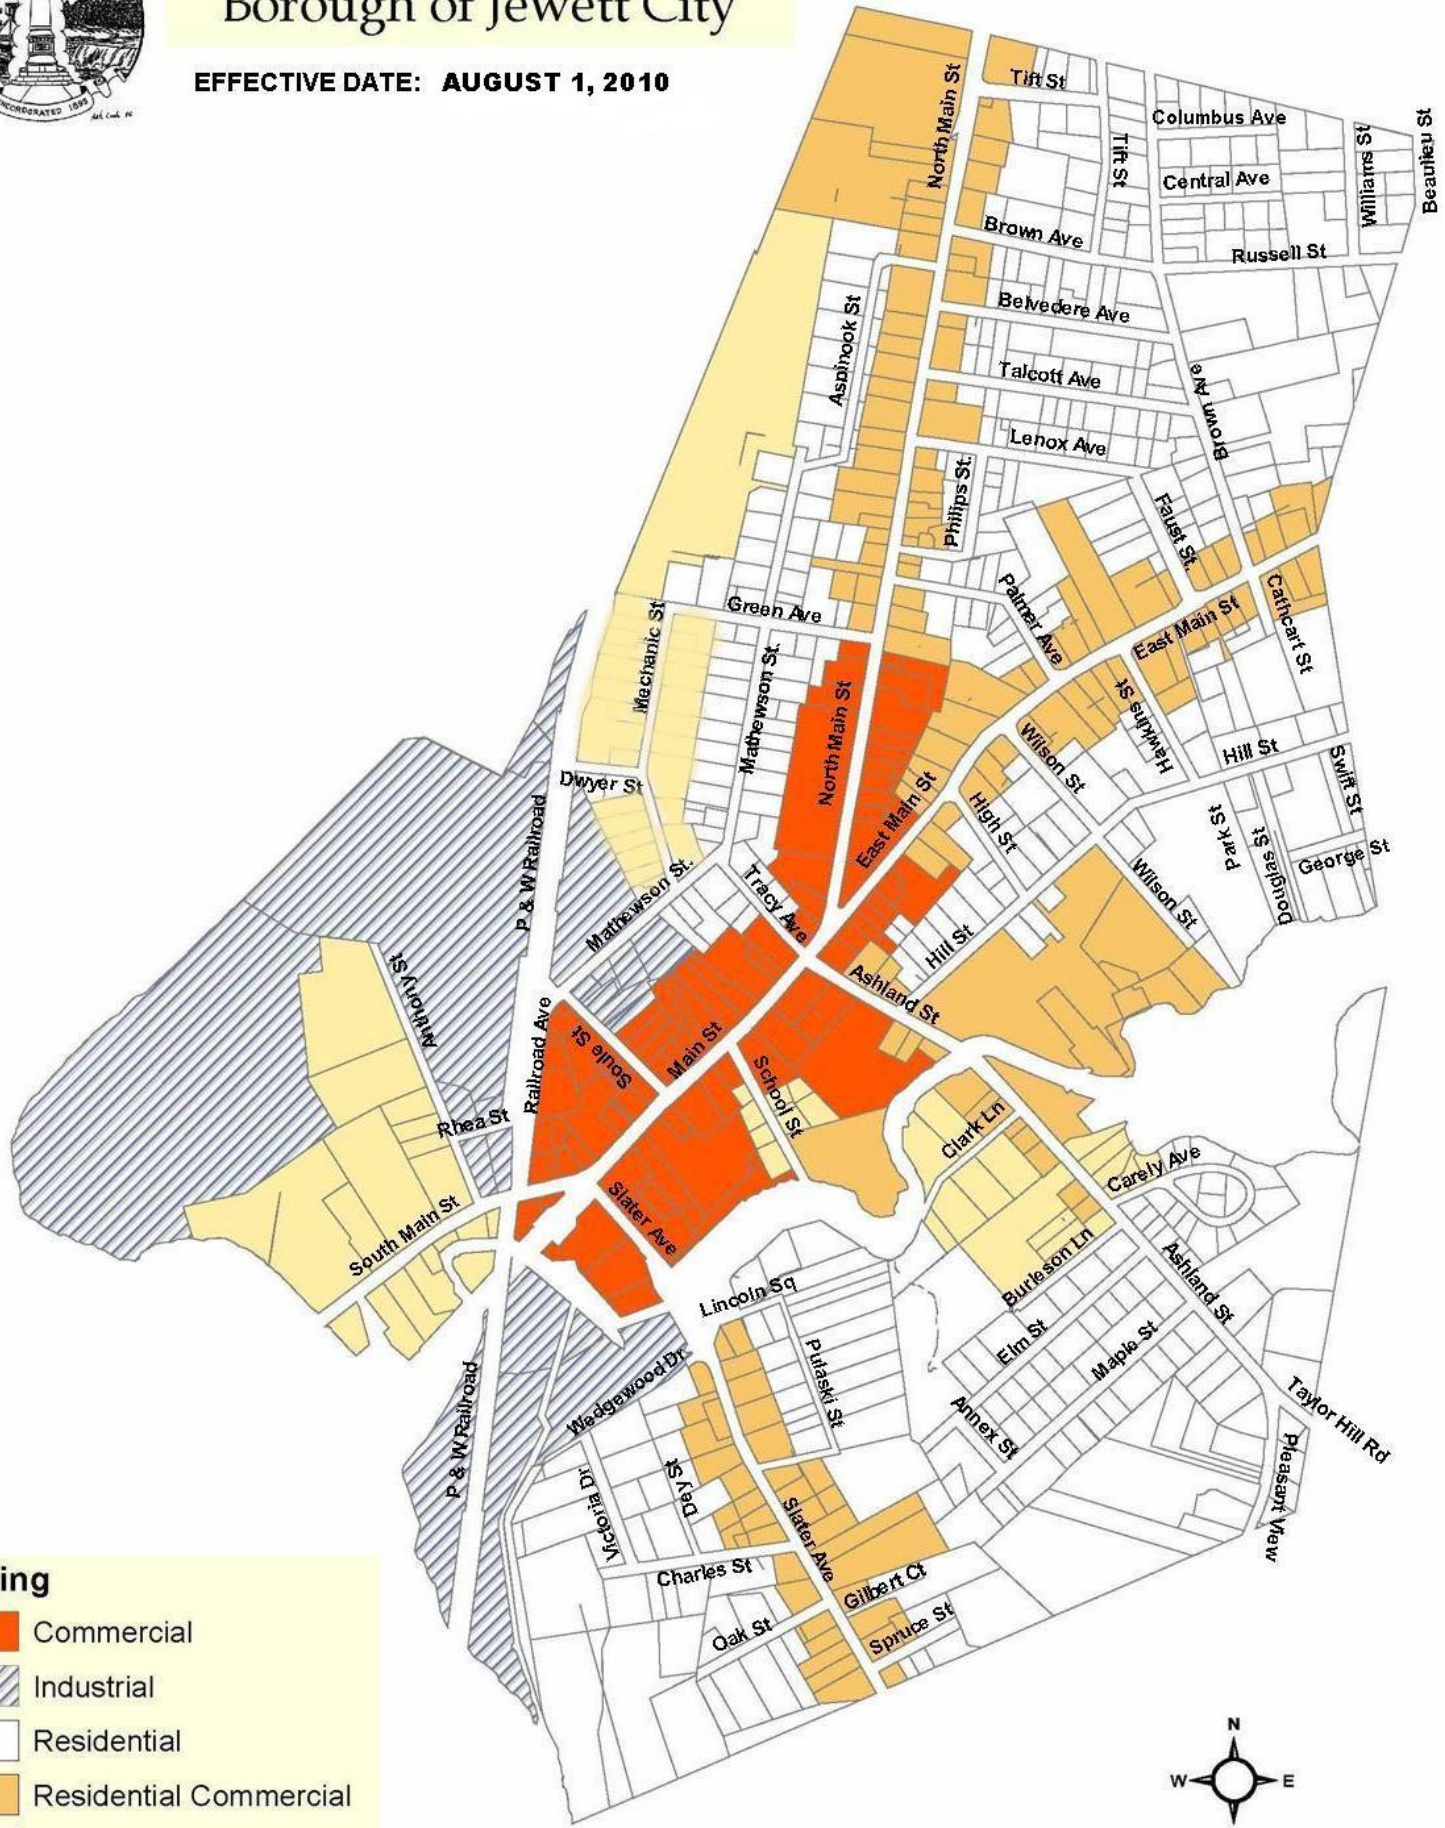 Borough of Jewett City
EFFECTIVE DATE: AUGUST 1, 2010
INCORPORATED 1895
North Main St
Tift St
Tift St
Columbus Ave
Central Ave
Williams St
Beaulieu St
Brown Ave
Russell St
Belvedere Ave
Aspinook St
Talcott Ave
Brown Ave
Lenox Ave
Philips St.
Faust St.
Green Ave
Palmer Ave
Cathcart St
East Main St
Mechanic St
Mathewson St.
North Main St
Hawkins St
Wilson St
Hill St
Swift St
Dwyer St
East Main St
High St
Park St
Douglas St
George St
P & W Railroad
Mathewson St.
Tracy Ave
Wilson St
Hill St
Anthony St
Ashland St
Railroad Ave
Soule St
Main St
School St
Rhea St
Clark Ln
Carely Ave
South Main St
Slater Ave
Burleson Ln
Ashland St
Lincoln Sq
Elm St
Maple St
Pulaski St
Wedgewood Dr
P & W Railroad
Annex St
Taylor Hill Rd
Pleasant View
Victoria Dr
Dey St
Slater Ave
Charles St
Gilbert Ct
Oak St
Spruce St
ing
Commercial
Industrial
Residential
Residential Commercial
N
W
E